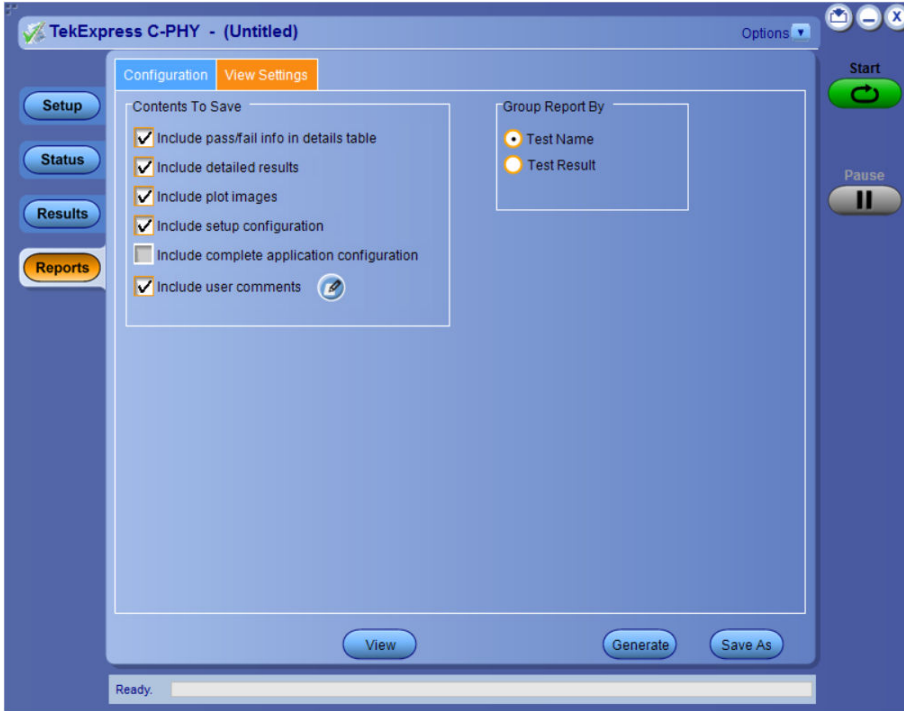 TekExpress C-PHY - (Untitled)
Options
Start
Pause
Setup
Status
Results
Reports
Configuration
View Settings
Contents To Save
Include pass/fail info in details table
Include detailed results
Include plot images
Include setup configuration
Include complete application configuration
Include user comments
Group Report By
Test Name
Test Result
View
Generate
Save As
Ready.